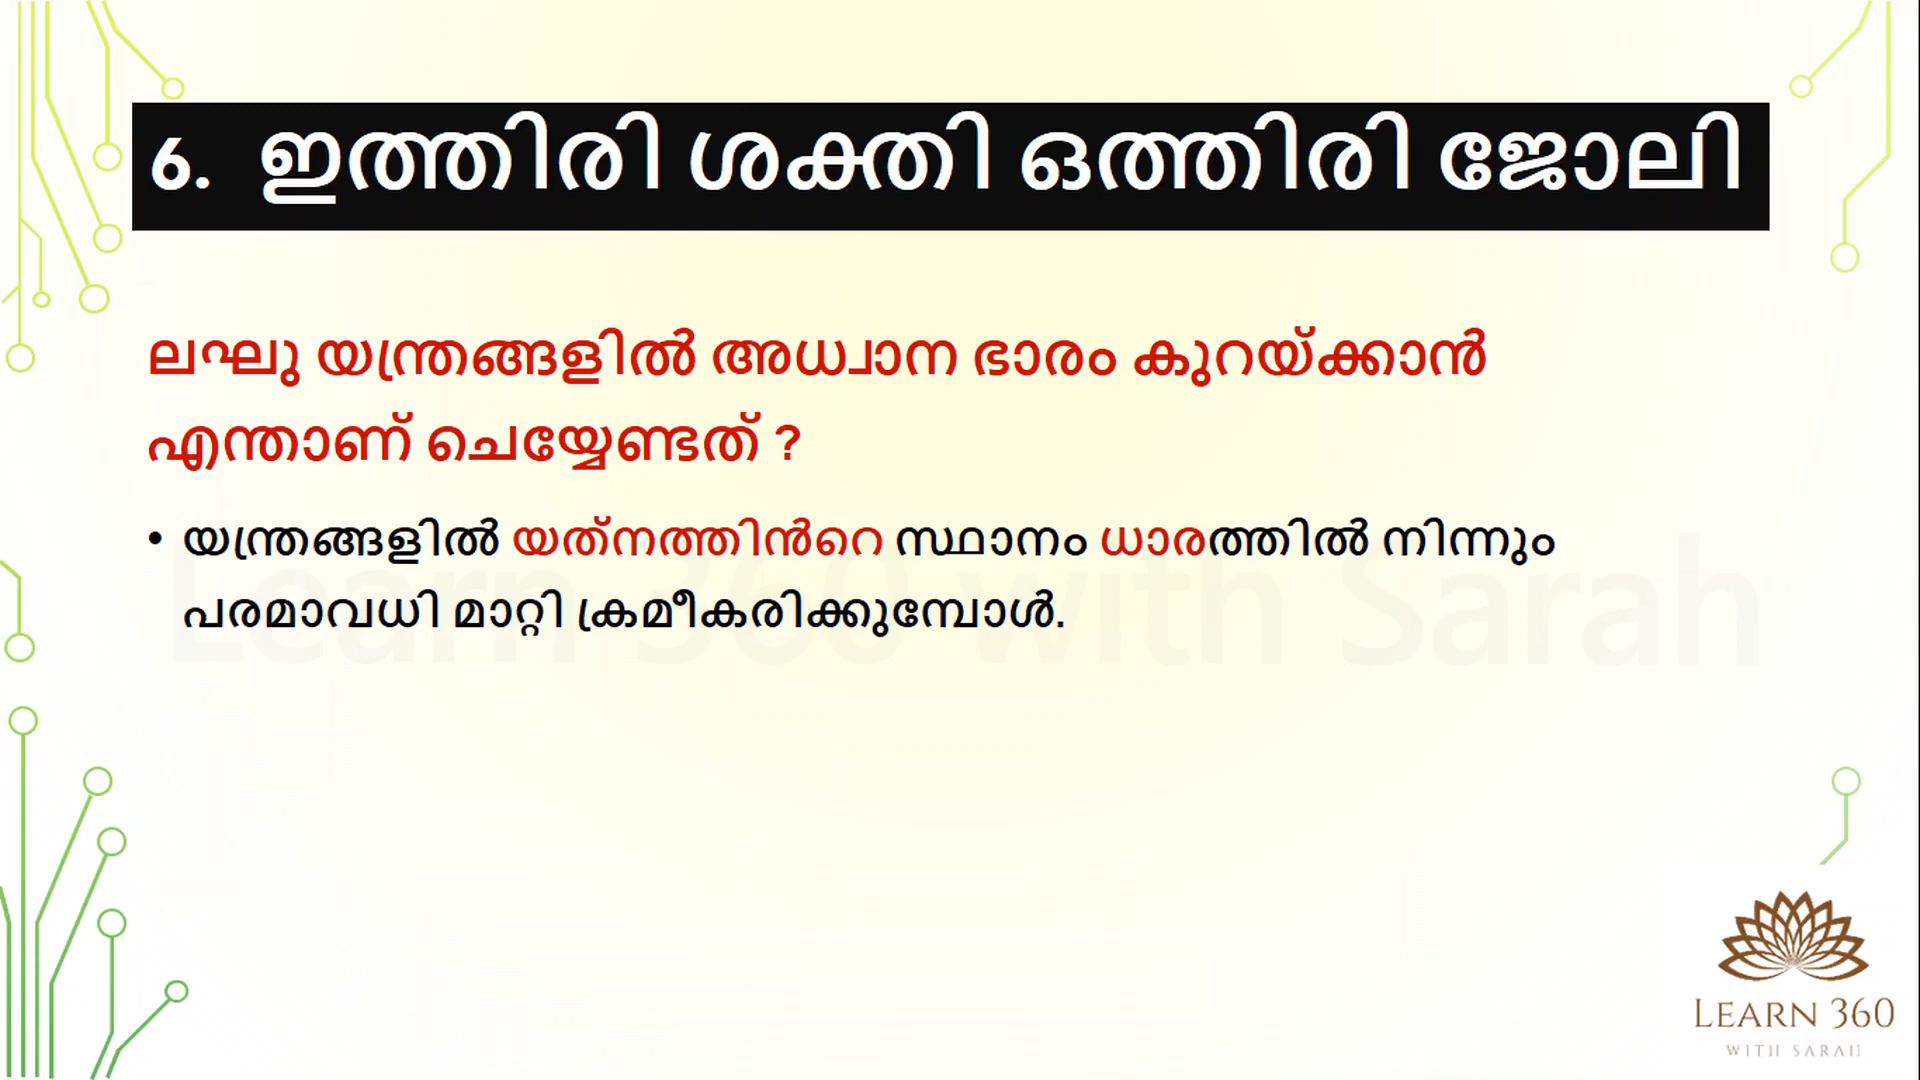 6. ഇത്തിരി ശക്തി ഒത്തിരി ജോലി
ലഘു യന്ത്രങ്ങളിൽ അധ്വാന ഭാരം കുറയ്ക്കാൻ
എന്താണ് ചെയ്യേണ്ടത് ?
• യന്ത്രങ്ങളിൽ യത്നത്തിൻറെ സ്ഥാനം ധാരത്തിൽ നിന്നും
പരമാവധി മാറ്റി ക്രമീകരിക്കുമ്പോൾ.
Learn 360 with Sarah
LEARN 360
WITH SARAH